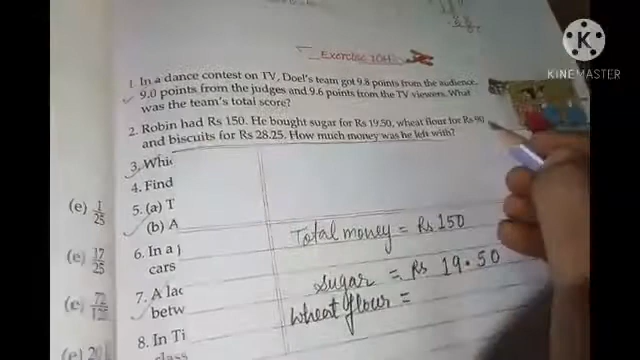 Exercise 10H
1. In a dance contest on TV, Doel's team got 9.8 points from the audience,
9.0 points from the judges and 9.6 points from the TV viewers. What
was the team's total score?
2. Robin had Rs 150. He bought sugar for Rs 19.50, wheat flour for Rs
and biscuits for Rs 28.25. How much money was he left with?
3.
4. Find
5. (a) T
(b) A
6. In a
cars
7. A
betw
8. In Ti
class
(e) 1/25
(e) 17/25
(e)
(e)
Total money = Rs 150
Sugar = Rs 19.50
Wheat flour =
KINEMASTER